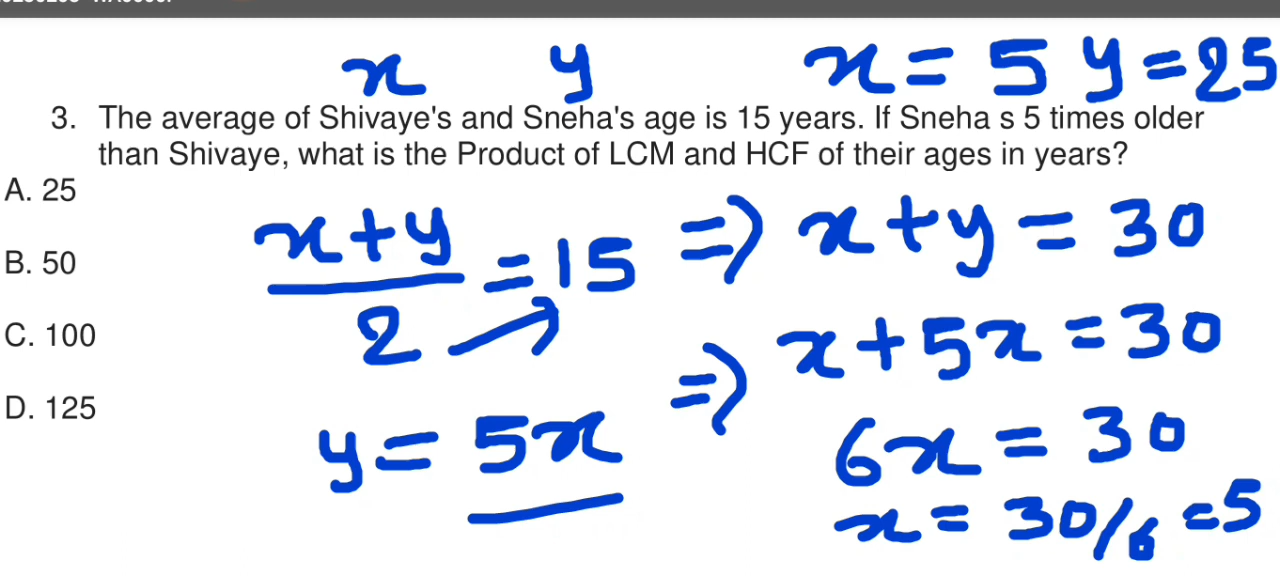 x y x = 5 y = 25
3. The average of Shivaye's and Sneha's age is 15 years. If Sneha s 5 times older
than Shivaye, what is the Product of LCM and HCF of their ages in years?
A. 25
B. 50
C. 100
D. 125
x+y/2 = 15 => x+y = 30
=> x+5x = 30
y = 5x
6x = 30
x = 30/6 = 5